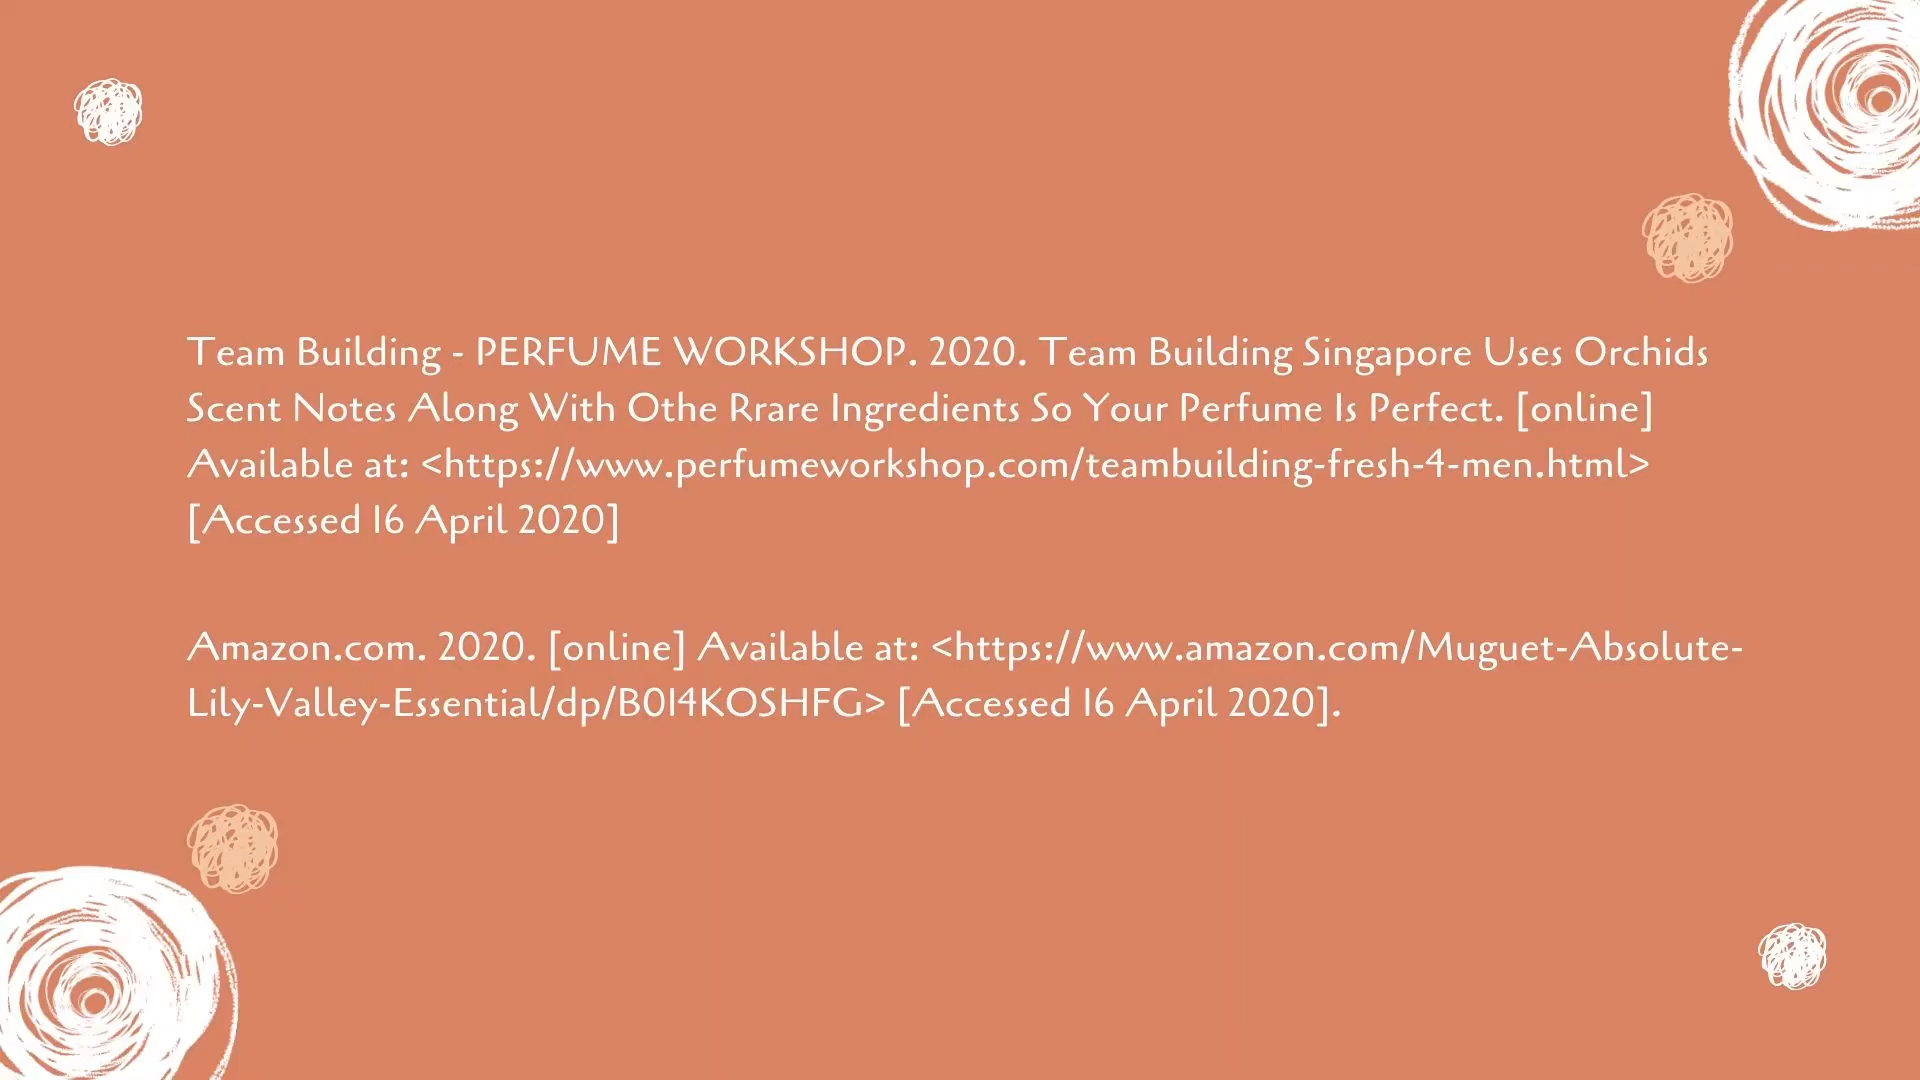 Team Building - PERFUME WORKSHOP. 2020. Team Building Singapore Uses Orchids
Scent Notes Along With Othe Rrare Ingredients So Your Perfume Is Perfect. [online]
Available at: <https://www.perfumeworkshop.com/teambuilding-fresh-4-men.html>
[Accessed 16 April 2020]
Amazon.com. 2020. [online] Available at: <https://www.amazon.com/Muguet-Absolute-
Lily-Valley-Essential/dp/B014KOSHFG> [Accessed 16 April 2020].